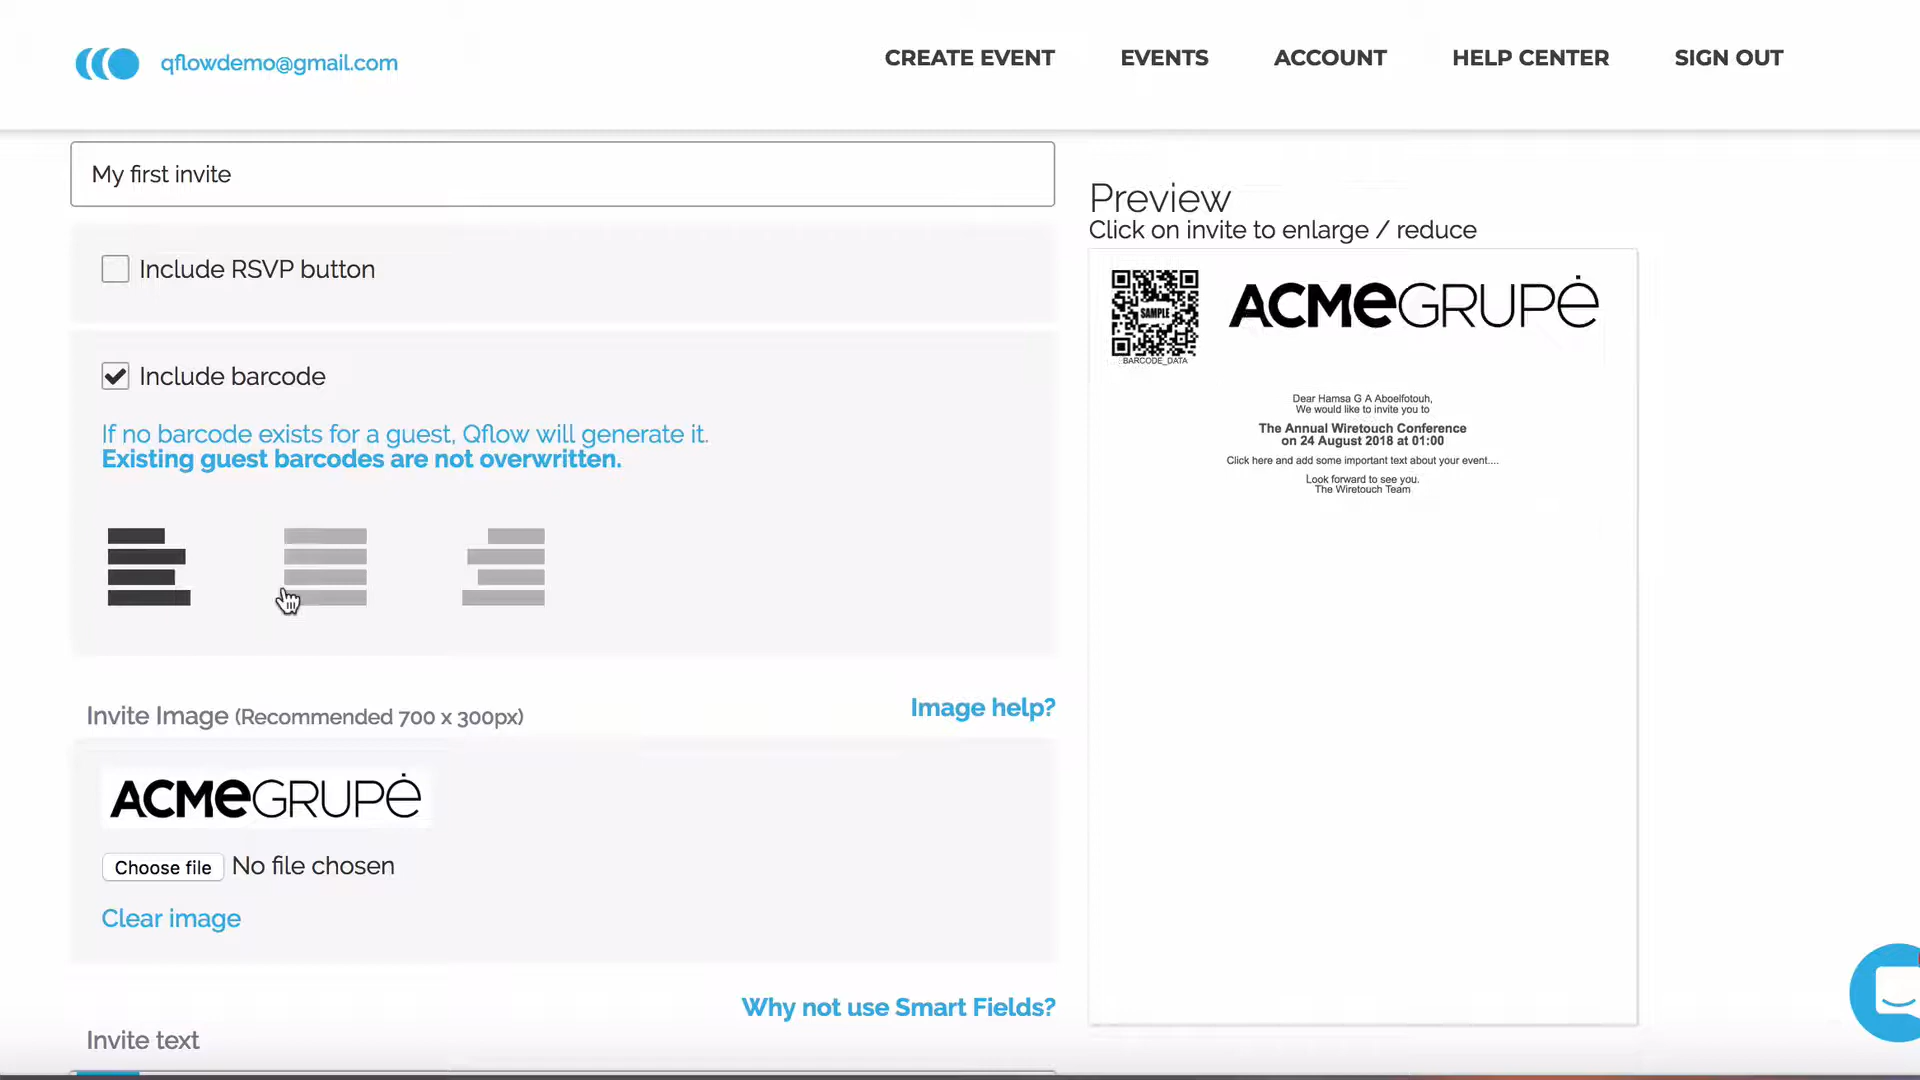 qflowdemo@gmail.com
CREATE EVENT
EVENTS
ACCOUNT
HELP CENTER
SIGN OUT
My first invite
Include RSVP button
Include barcode
If no barcode exists for a guest, Qflow will generate it.
Existing guest barcodes are not overwritten.
Invite Image (Recommended 700 x 300px)
Image help?
ACMeGRUPĖ
Choose file No file chosen
Clear image
Why not use Smart Fields?
Invite text
Preview
Click on invite to enlarge / reduce
SAMPLE
BARCODE_DATA
ACMeGRUPĖ
Dear Hamsa G A Aboelfotouh,
We would like to invite you to
The Annual Wiretouch Conference
on 24 August 2018 at 01:00
Click here and add some important text about your event....
Look forward to see you.
The Wiretouch Team